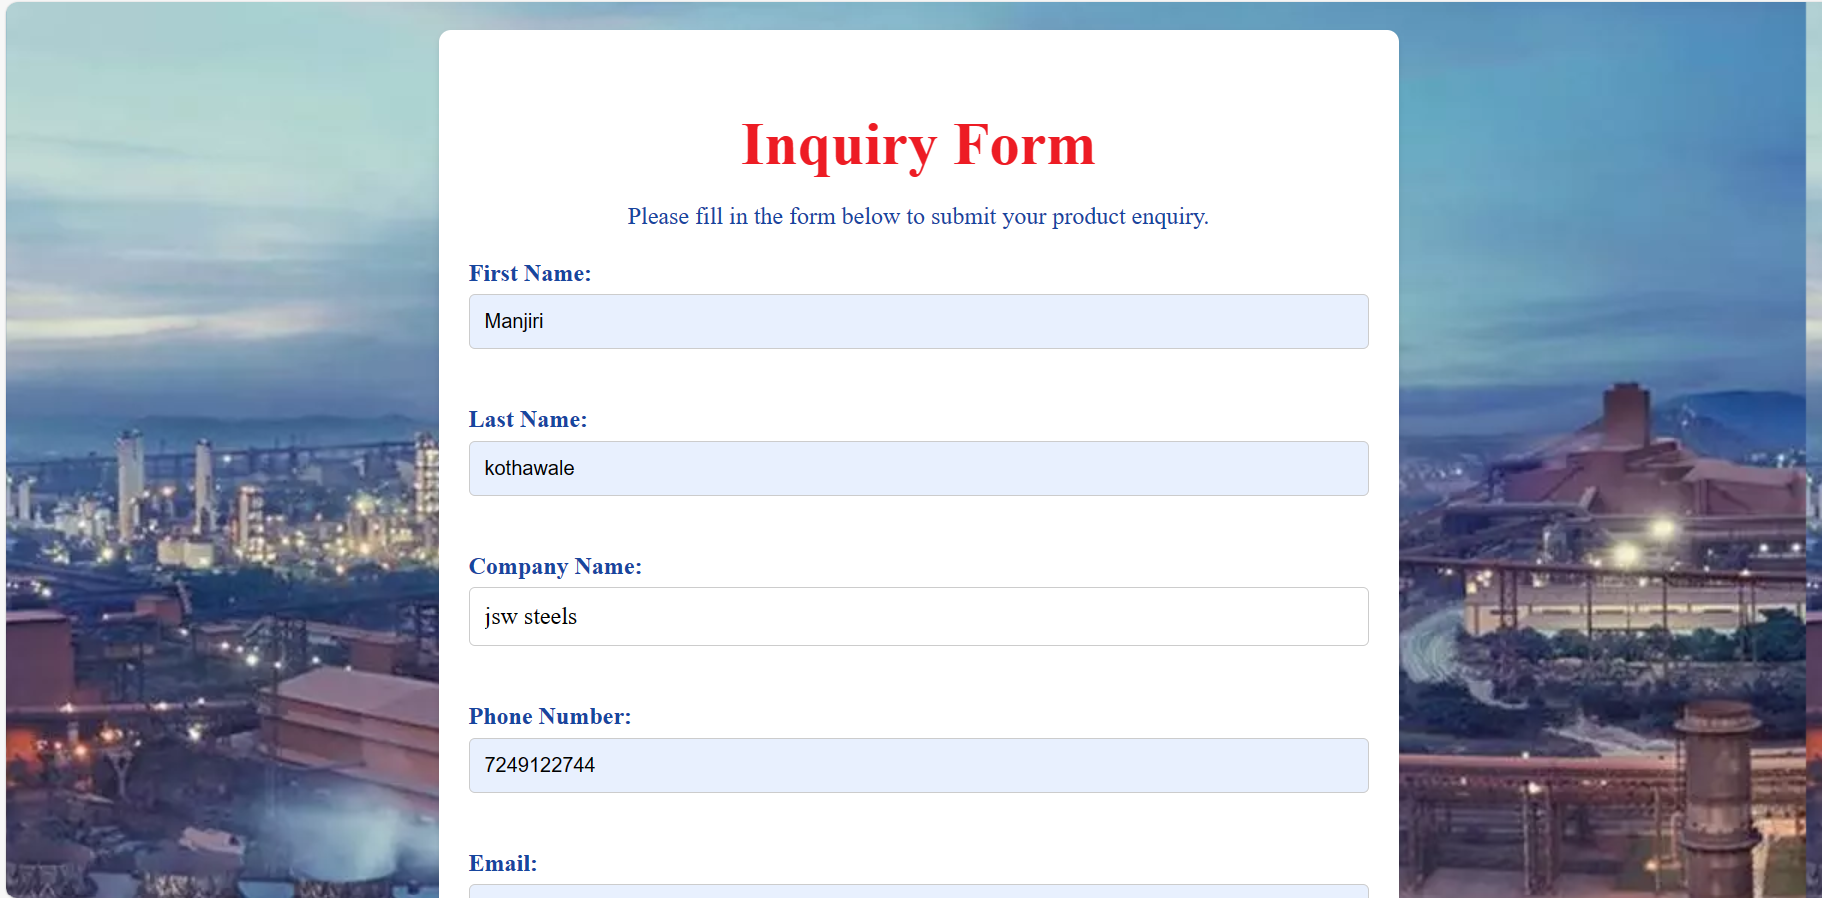 Inquiry Form
Please fill in the form below to submit your product enquiry.
First Name:
Manjiri
Last Name:
kothawale
Company Name:
jsw steels
Phone Number:
7249122744
Email: